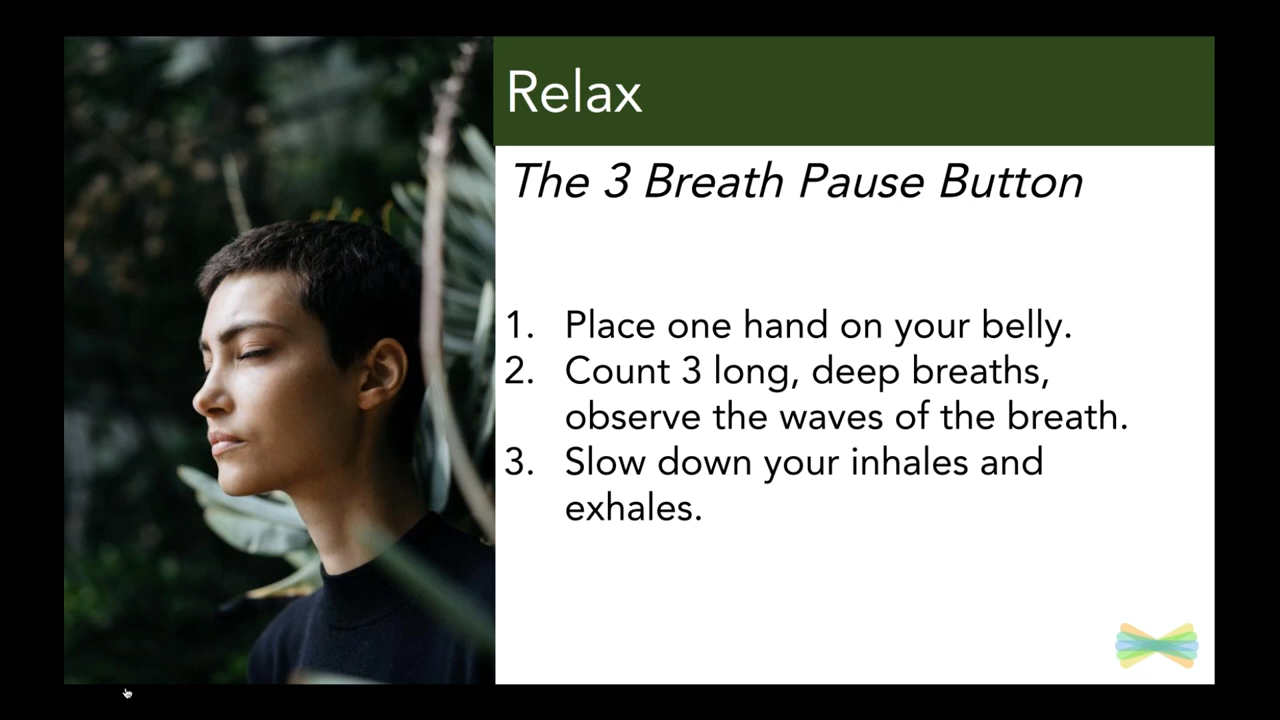 Relax
The 3 Breath Pause Button
1. Place one hand on your belly.
2. Count 3 long, deep breaths,
observe the waves of the breath.
3. Slow down your inhales and
exhales.